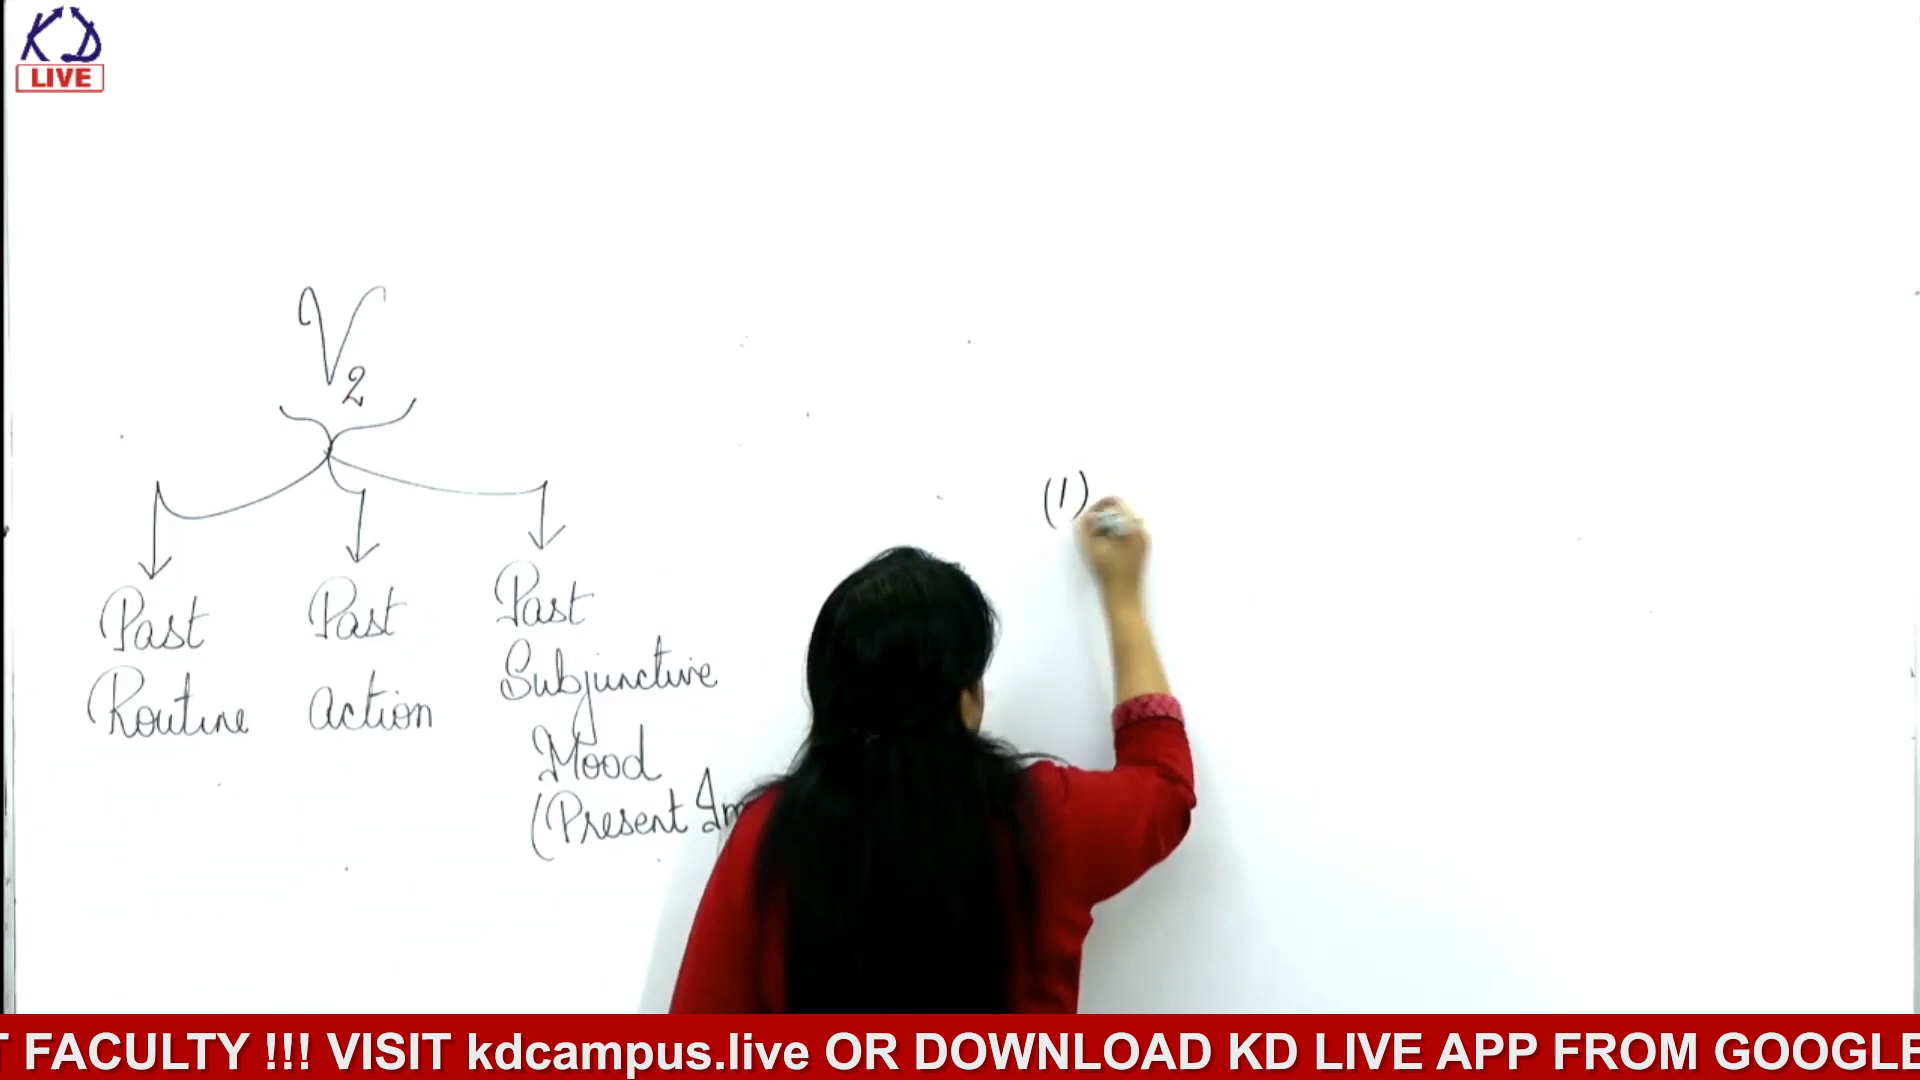 KD
LIVE
V2
Past Past Past
Routine action Subjunctive
Mood
(Present
(1)
T FACULTY !!! VISIT kdcampus.live OR DOWNLOAD KD LIVE APP FROM GOOGLE